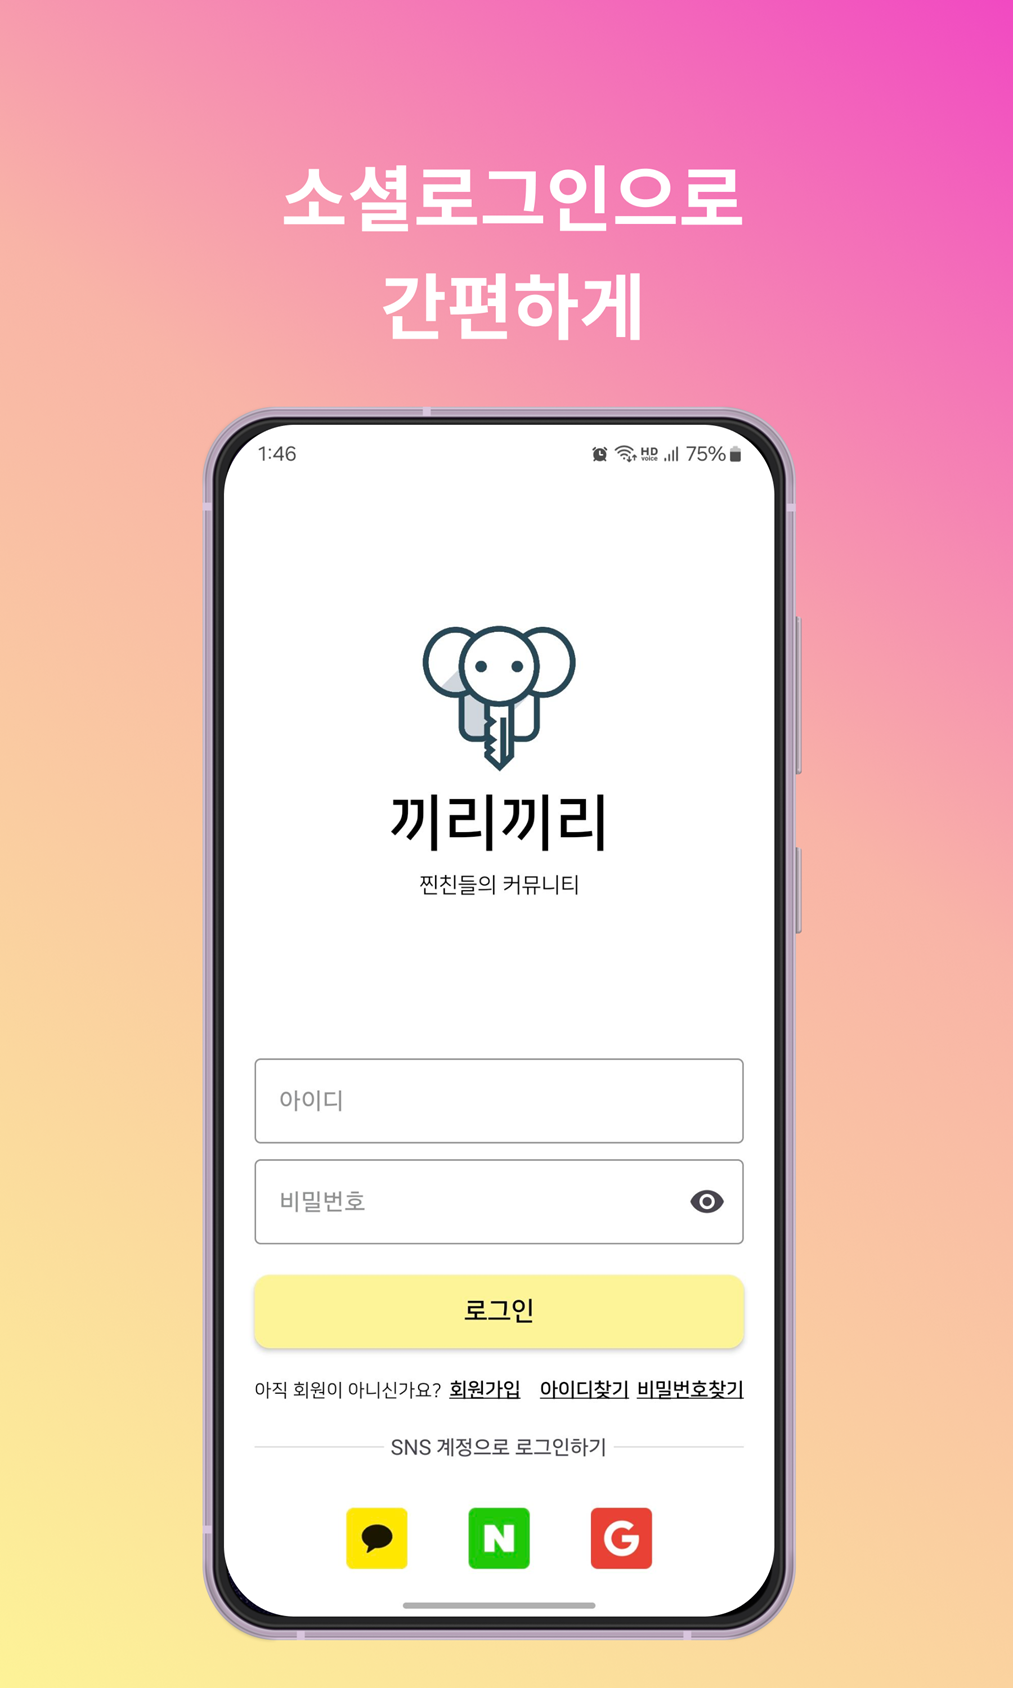 소셜로그인으로
간편하게
1:46 HD voice 75%
끼리끼리
찐친들의 커뮤니티
아이디
비밀번호
로그인
아직 회원이 아니신가요? 회원가입 아이디찾기 비밀번호찾기
SNS 계정으로 로그인하기
N G